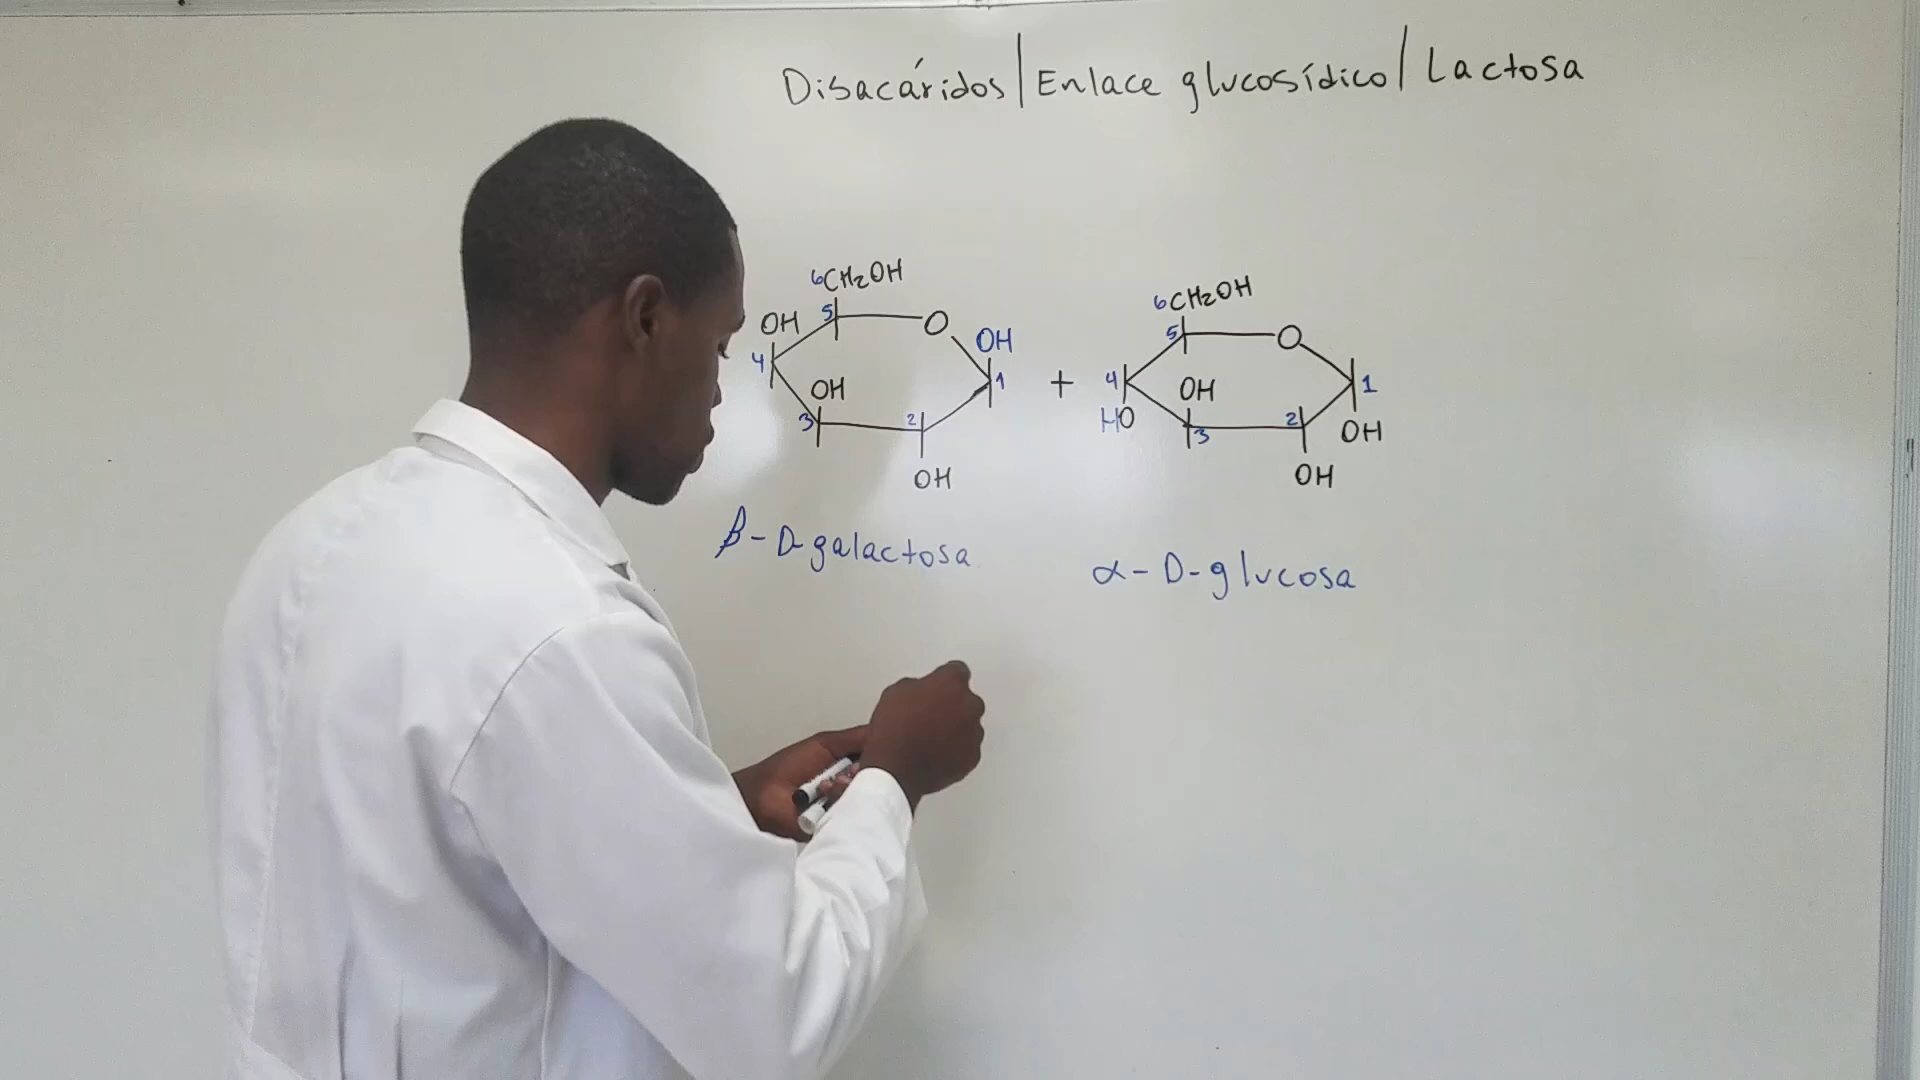 Disacáridos | Enlace glucosídico | Lactosa
6CH2OH
OH 5 O OH
4 OH 1
3 2
OH
β-D-galactosa
+
6CH2OH
5 O
4 OH 1
HO 3 2 OH
OH
α-D-glucosa